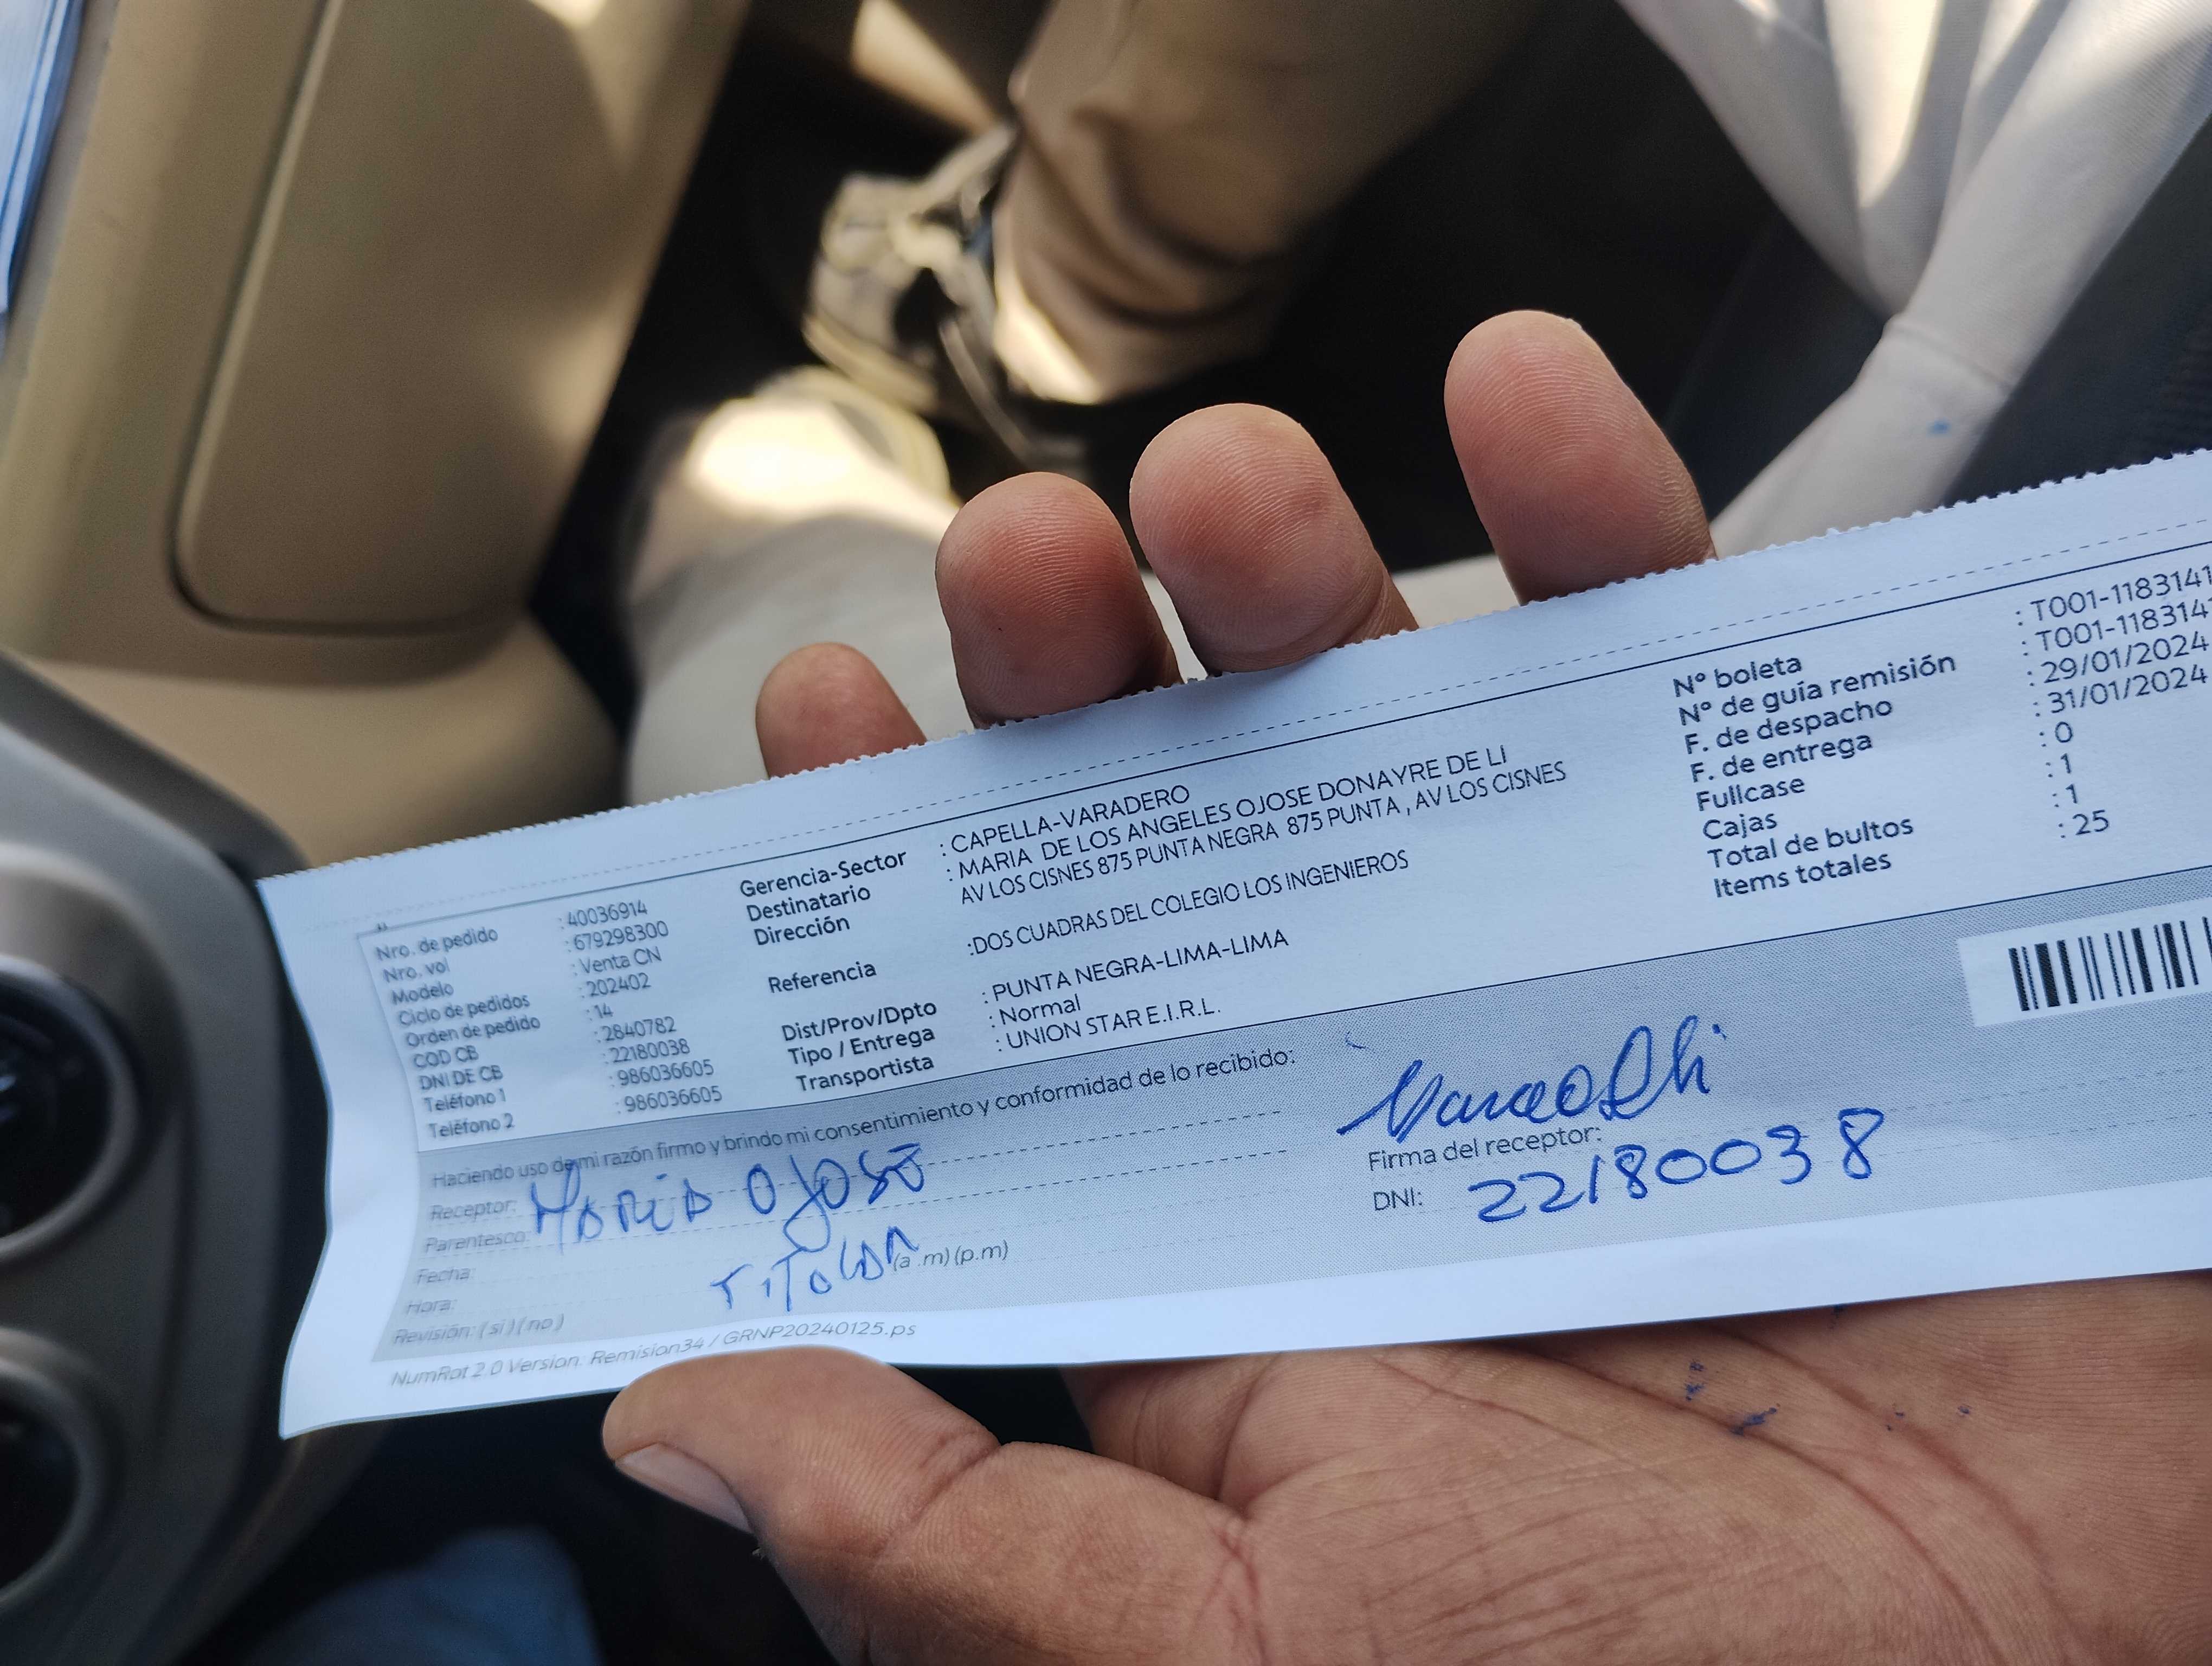 Nro. de pedido : 40036914
Nro. vol : 679298300
Modelo : Venta CN
Ciclo de pedidos : 202402
Orden de pedido : 14
COD CB : 2840782
DNI DE CB : 22180038
Teléfono 1 : 986036605
Teléfono 2 : 986036605
Gerencia-Sector : CAPELLA-VARADERO
Destinatario : MARIA DE LOS ANGELES OJOSE DONAYRE DE LI
Dirección AV LOS CISNES 875 PUNTA NEGRA 875 PUNTA , AV LOS CISNES
Referencia :DOS CUADRAS DEL COLEGIO LOS INGENIEROS
Dist/Prov/Dpto : PUNTA NEGRA-LIMA-LIMA
Tipo / Entrega : Normal
Transportista : UNION STAR E.I.R.L.
N° boleta : T001-1183141
N° de guía remisión : T001-1183141
F. de despacho : 29/01/2024
F. de entrega : 31/01/2024
Fullcase : 0
Cajas : 1
Total de bultos : 1
Items totales : 25
Haciendo uso de mi razón firmo y brindo mi consentimiento y conformidad de lo recibido:
Receptor: MARIA OJOSE
Parentesco:
Fecha: TITULAR
Hora: (a .m) (p.m)
Revisión: ( si ) ( no )
Firma del receptor:
DNI: 22180038
NumRot 2.0 Version: Remision34 / GRNP20240125.ps